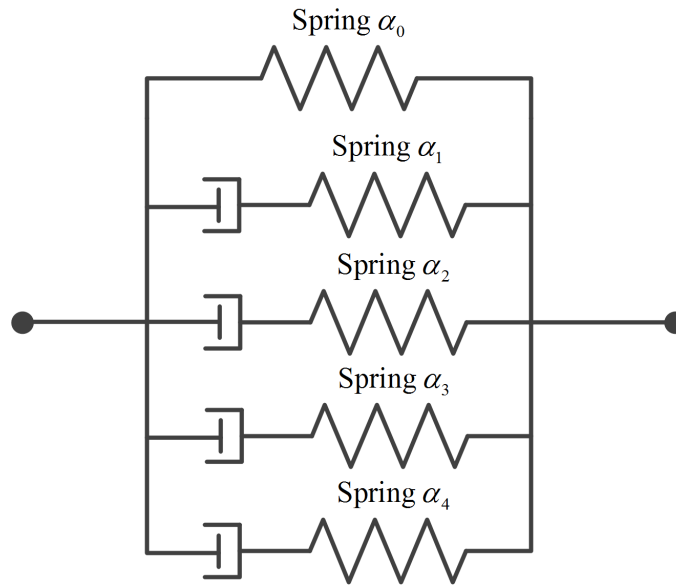 Spring α₀
Spring α₁
Spring α₂
Spring α₃
Spring α₄